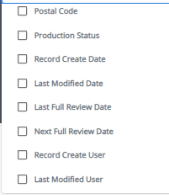 Postal Code
Production Status
Record Create Date
Last Modified Date
Last Full Review Date
Next Full Review Date
Record Create User
Last Modified User